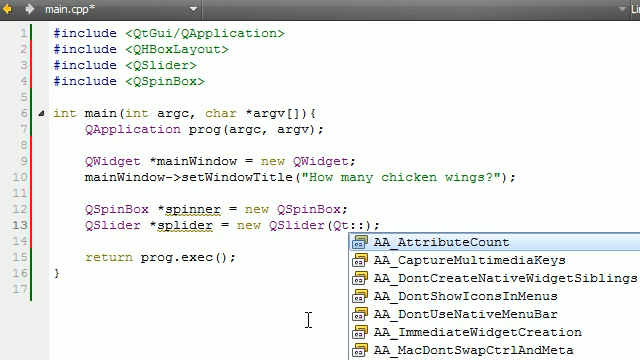 main.cpp* Lin
1 #include <QtGui/QApplication>
2 #include <QHBoxLayout>
3 #include <QSlider>
4 #include <QSpinBox>
5
6 int main(int argc, char *argv[]){
7 QApplication prog(argc, argv);
8
9 QWidget *mainWindow = new QWidget;
10 mainWindow->setWindowTitle("How many chicken wings?");
11
12 QSpinBox *spinner = new QSpinBox;
13 QSlider *splider = new QSlider(Qt::);
14 AA_AttributeCount
15 return prog.exec(); AA_CaptureMultimediaKeys
16 } AA_DontCreateNativeWidgetSiblings
17 AA_DontShowIconsInMenus
AA_DontUseNativeMenuBar
AA_ImmediateWidgetCreation
AA_MacDontSwapCtrlAndMeta